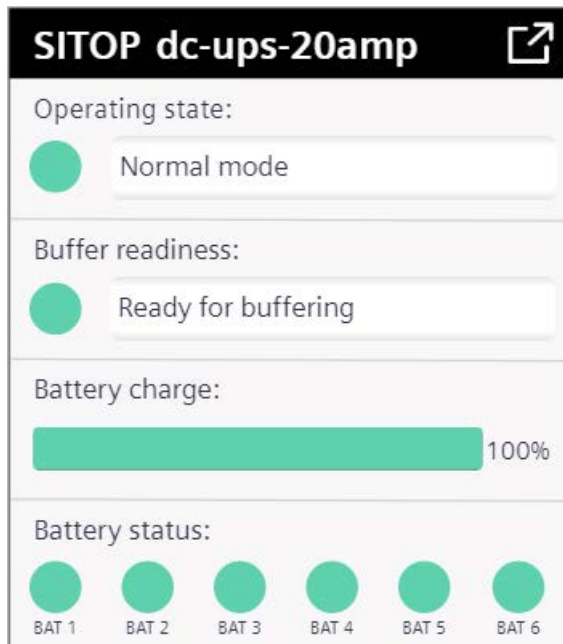 SITOP dc-ups-20amp
Operating state:
Normal mode
Buffer readiness:
Ready for buffering
Battery charge:
100%
Battery status:
BAT 1 BAT 2 BAT 3 BAT 4 BAT 5 BAT 6